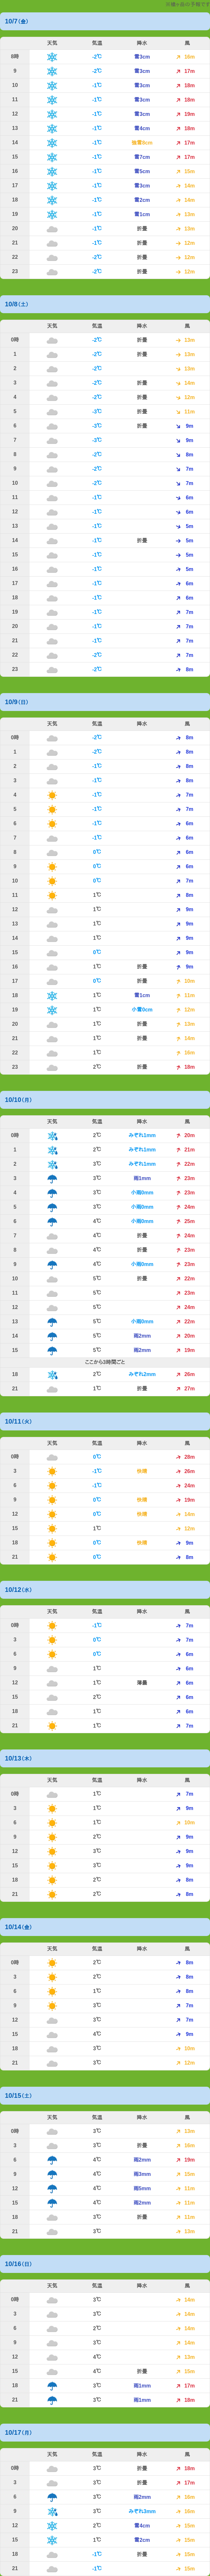 10/7(金)
天気 気温 降水 風
8時 -2℃ 雪3cm 16m
9 -2℃ 雪3cm 17m
10 -1℃ 雪3cm 18m
11 -1℃ 雪3cm 18m
12 -1℃ 雪3cm 19m
13 -1℃ 雪4cm 18m
14 -1℃ 強雪5cm 17m
15 -1℃ 雪7cm 17m
16 -1℃ 雪5cm 15m
17 -1℃ 雪3cm 14m
18 -1℃ 雪2cm 14m
19 -1℃ 雪1cm 13m
20 -1℃ 折畳 13m
21 -1℃ 折畳 12m
22 -2℃ 折畳 12m
23 -2℃ 折畳 12m
10/8(土)
天気 気温 降水 風
0時 -2℃ 折畳 13m
1 -2℃ 折畳 13m
2 -2℃ 13m
3 -2℃ 折畳 14m
4 -2℃ 折畳 12m
5 -3℃ 折畳 11m
6 -3℃ 折畳 9m
7 -3℃ 9m
8 -2℃ 8m
9 -2℃ 7m
10 -2℃ 7m
11 -1℃ 6m
12 -1℃ 6m
13 -1℃ 5m
14 -1℃ 折畳 5m
15 -1℃ 5m
16 -1℃ 5m
17 -1℃ 6m
18 -1℃ 6m
19 -1℃ 7m
20 -1℃ 7m
21 -1℃ 7m
22 -2℃ 7m
23 -2℃ 8m
10/9(日)
天気 気温 降水 風
0時 -2℃ 8m
1 -2℃ 8m
2 -1℃ 8m
3 -1℃ 8m
4 -1℃ 7m
5 -1℃ 7m
6 -1℃ 6m
7 -1℃ 6m
8 0℃ 6m
9 0℃ 6m
10 0℃ 7m
11 1℃ 8m
12 1℃ 9m
13 1℃ 9m
14 1℃ 9m
15 0℃ 9m
16 1℃ 折畳 9m
17 0℃ 折畳 10m
18 1℃ 雪1cm 11m
19 1℃ 小雪0cm 12m
20 1℃ 折畳 13m
21 1℃ 折畳 14m
22 1℃ 16m
23 2℃ 折畳 18m
10/10(月)
天気 気温 降水 風
0時 2℃ みぞれ1mm 20m
1 2℃ みぞれ1mm 21m
2 3℃ みぞれ1mm 22m
3 3℃ 雨1mm 23m
4 3℃ 小雨0mm 23m
5 3℃ 小雨0mm 24m
6 4℃ 小雨0mm 25m
7 4℃ 折畳 24m
8 4℃ 折畳 23m
9 4℃ 小雨0mm 23m
10 5℃ 折畳 22m
11 5℃ 23m
12 5℃ 24m
13 5℃ 小雨0mm 22m
14 5℃ 雨2mm 20m
15 5℃ 雨2mm 19m
ここから3時間ごと
18 2℃ みぞれ2mm 26m
21 1℃ 折畳 27m
10/11(火)
天気 気温 降水 風
0時 0℃ 28m
3 -1℃ 快晴 26m
6 -1℃ 24m
9 0℃ 快晴 19m
12 0℃ 快晴 14m
15 1℃ 12m
18 0℃ 快晴 9m
21 0℃ 8m
10/12(水)
天気 気温 降水 風
0時 -1℃ 7m
3 0℃ 7m
6 0℃ 6m
9 1℃ 6m
12 1℃ 薄曇 6m
15 2℃ 6m
18 1℃ 6m
21 1℃ 7m
10/13(木)
天気 気温 降水 風
0時 1℃ 7m
3 1℃ 9m
6 1℃ 10m
9 2℃ 9m
12 3℃ 9m
15 3℃ 9m
18 2℃ 8m
21 2℃ 8m
10/14(金)
天気 気温 降水 風
0時 2℃ 8m
3 2℃ 8m
6 1℃ 8m
9 3℃ 7m
12 3℃ 7m
15 4℃ 9m
18 3℃ 10m
21 3℃ 12m
10/15(土)
天気 気温 降水 風
0時 3℃ 13m
3 3℃ 折畳 16m
6 4℃ 雨2mm 19m
9 4℃ 雨3mm 15m
12 4℃ 雨5mm 11m
15 4℃ 雨2mm 11m
18 3℃ 折畳 11m
21 3℃ 13m
10/16(日)
天気 気温 降水 風
0時 3℃ 14m
3 3℃ 14m
6 2℃ 14m
9 3℃ 14m
12 4℃ 13m
15 4℃ 折畳 15m
18 3℃ 雨1mm 17m
21 3℃ 雨1mm 18m
10/17(月)
天気 気温 降水 風
0時 3℃ 折畳 18m
3 3℃ 折畳 17m
6 3℃ 雨2mm 16m
9 3℃ みぞれ3mm 16m
12 2℃ 雪4cm 15m
15 1℃ 雪2cm 15m
18 -1℃ 折畳 15m
21 -1℃ 15m